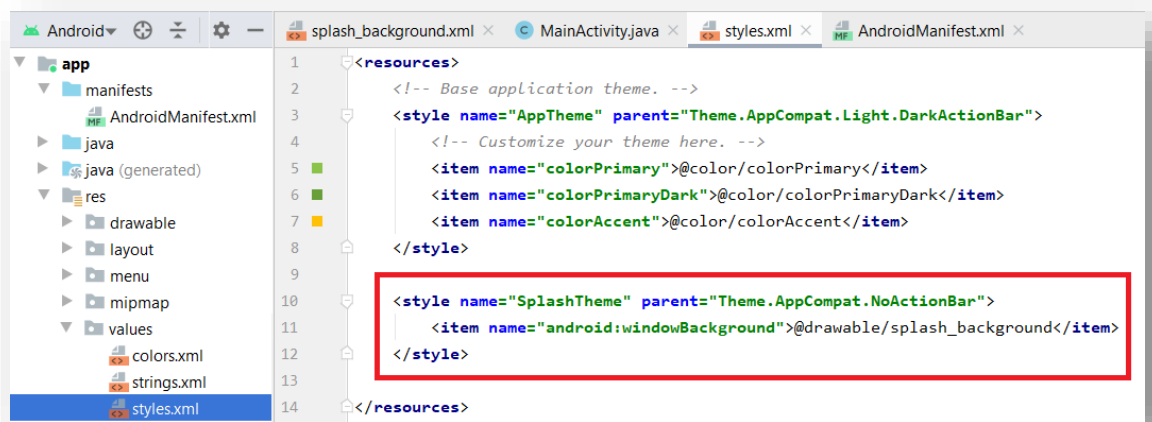 Android
splash_background.xml
MainActivity.java
styles.xml
AndroidManifest.xml
app
manifests
AndroidManifest.xml
java
java (generated)
res
drawable
layout
menu
mipmap
values
colors.xml
strings.xml
styles.xml
1 <resources>
2 <!-- Base application theme. -->
3 <style name="AppTheme" parent="Theme.AppCompat.Light.DarkActionBar">
4 <!-- Customize your theme here. -->
5 <item name="colorPrimary">@color/colorPrimary</item>
6 <item name="colorPrimaryDark">@color/colorPrimaryDark</item>
7 <item name="colorAccent">@color/colorAccent</item>
8 </style>
9
10 <style name="SplashTheme" parent="Theme.AppCompat.NoActionBar">
11 <item name="android:windowBackground">@drawable/splash_background</item>
12 </style>
13
14 </resources>